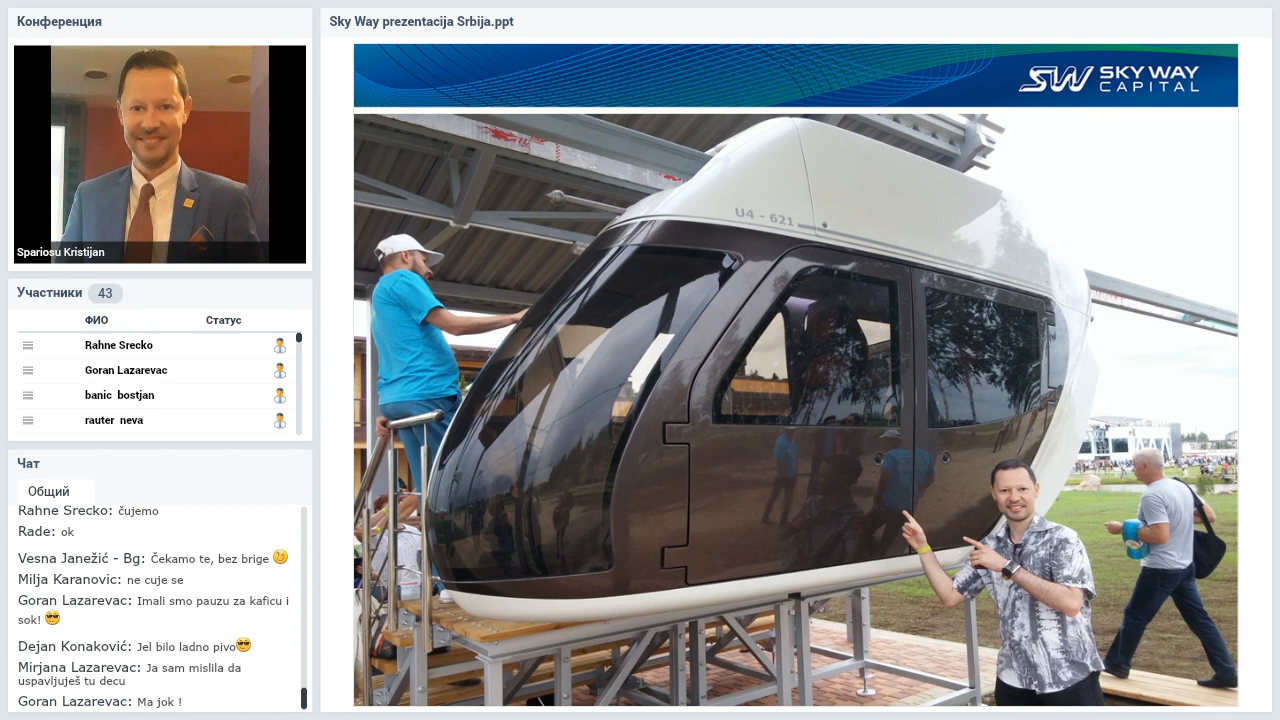 Конференция
Spariosu Kristijan
Участники 43
ФИО Статус
Rahne Srecko
Goran Lazarevac
banic bostjan
rauter neva
Чат
Общий
Rahne Srecko: čujemo
Rade: ok
Vesna Janežić - Bg: Čekamo te, bez brige
Milja Karanovic: ne cuje se
Goran Lazarevac: Imali smo pauzu za kaficu i
sok!
Dejan Konaković: Jel bilo ladno pivo
Mirjana Lazarevac: Ja sam mislila da
uspavljuješ tu decu
Goran Lazarevac: Ma jok !
Sky Way prezentacija Srbija.ppt
SW SKY WAY
CAPITAL
U4 - 621